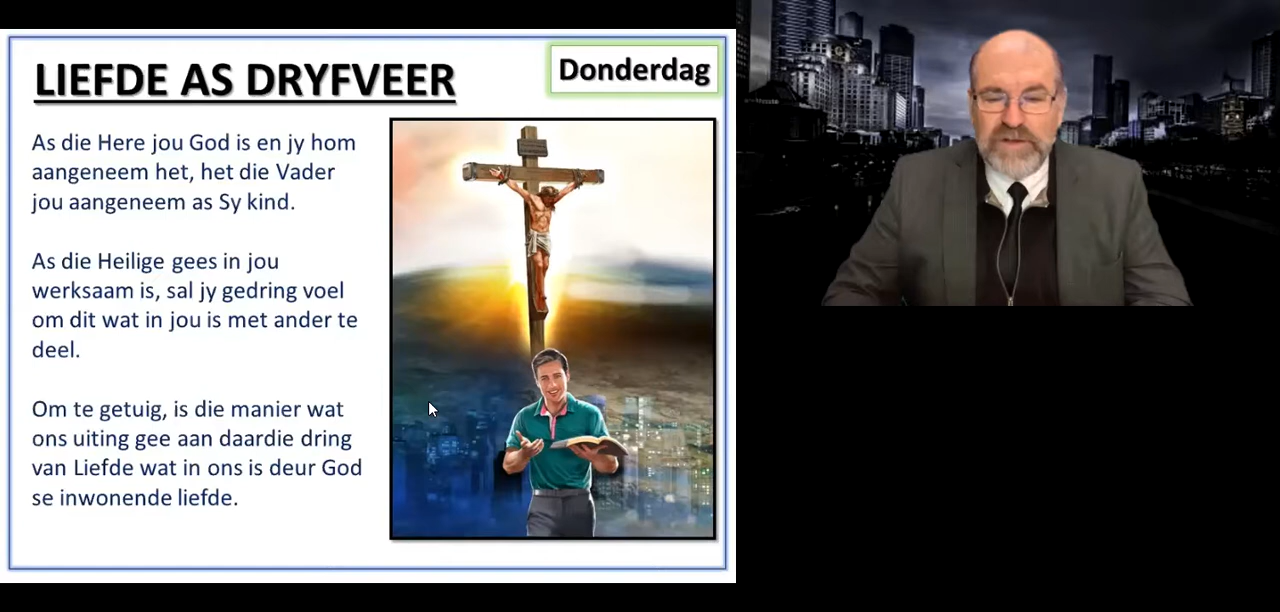 LIEFDE AS DRYFVEER
Donderdag
As die Here jou God is en jy hom
aangeneem het, het die Vader
jou aangeneem as Sy kind.
As die Heilige gees in jou
werksaam is, sal jy gedring voel
om dit wat in jou is met ander te
deel.
Om te getuig, is die manier wat
ons uiting gee aan daardie dring
van Liefde wat in ons is deur God
se inwonende liefde.